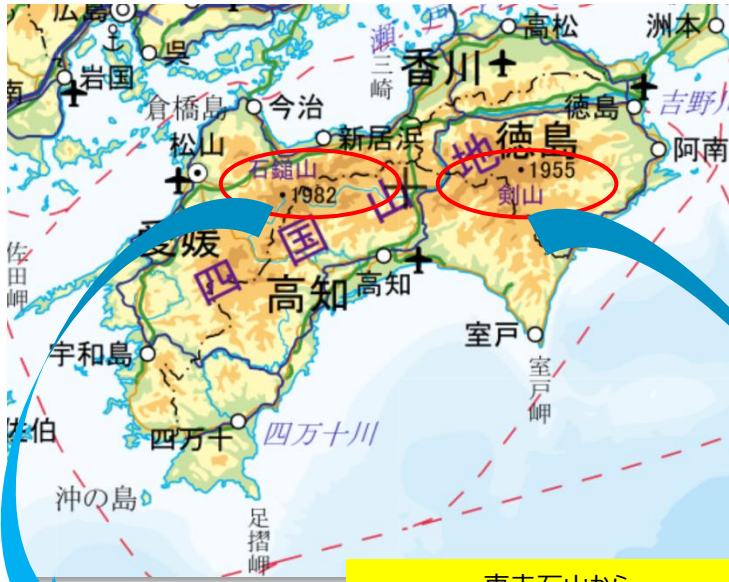 広島
呉
岩国
南
倉橋島
今治
瀬
三崎
高松
洲本
香川
徳島
吉野川
松山
新居浜
徳島
阿南
石鎚山
1982
1955
剣山
四国山地
愛媛
佐田岬
高知
高知
室戸
室戸岬
宇和島
佐伯
四万十
四万十川
沖の島
足摺岬